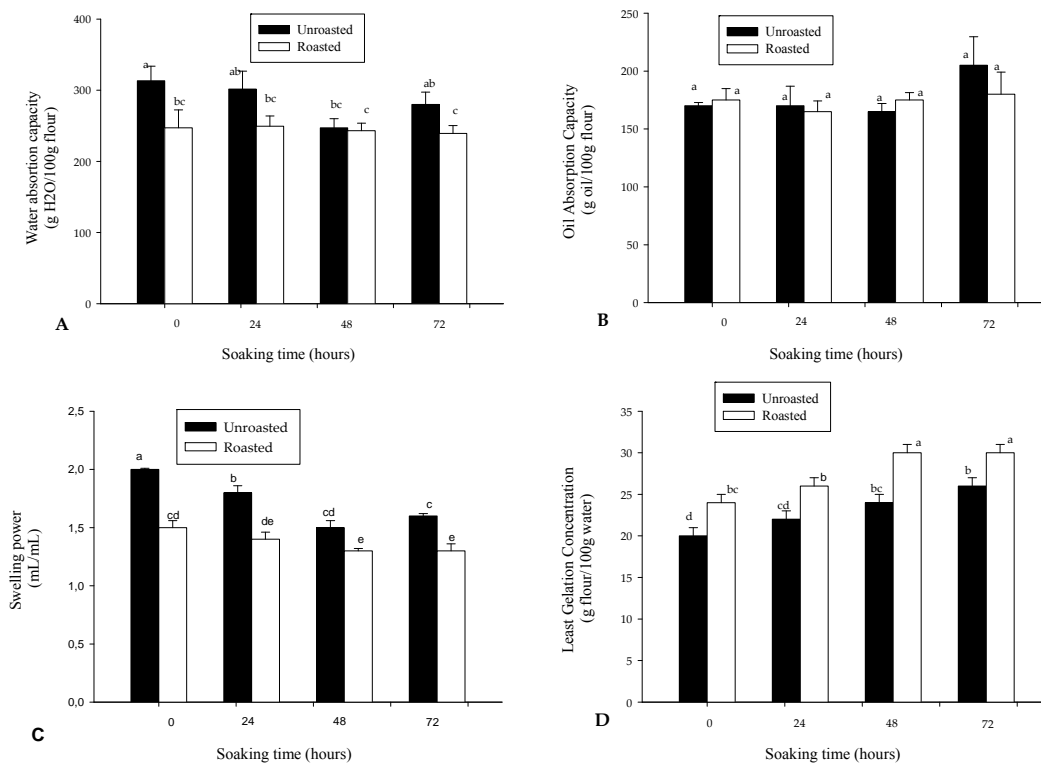 400
300
200
100
0
Water absortion capacity
(g H2O/100g flour)
Unroasted
Roasted
a
bc
ab
bc
bc
c
ab
c
0
24
48
72
A
Soaking time (hours)
250
200
150
100
50
0
Oil Absorption Capacity
(g oil/100g flour)
Unroasted
Roasted
a
a
a
a
a
a
a
a
0
24
48
72
B
Soaking time (hours)
2,5
2,0
1,5
1,0
0,5
0,0
Swelling power
(mL/mL)
Unroasted
Roasted
a
cd
b
de
cd
e
c
e
0
24
48
72
C
Soaking time (hours)
35
30
25
20
15
10
5
0
Least Gelation Concentration
(g flour/100g water)
Unroasted
Roasted
d
bc
cd
b
bc
a
b
a
0
24
48
72
D
Soaking time (hours)